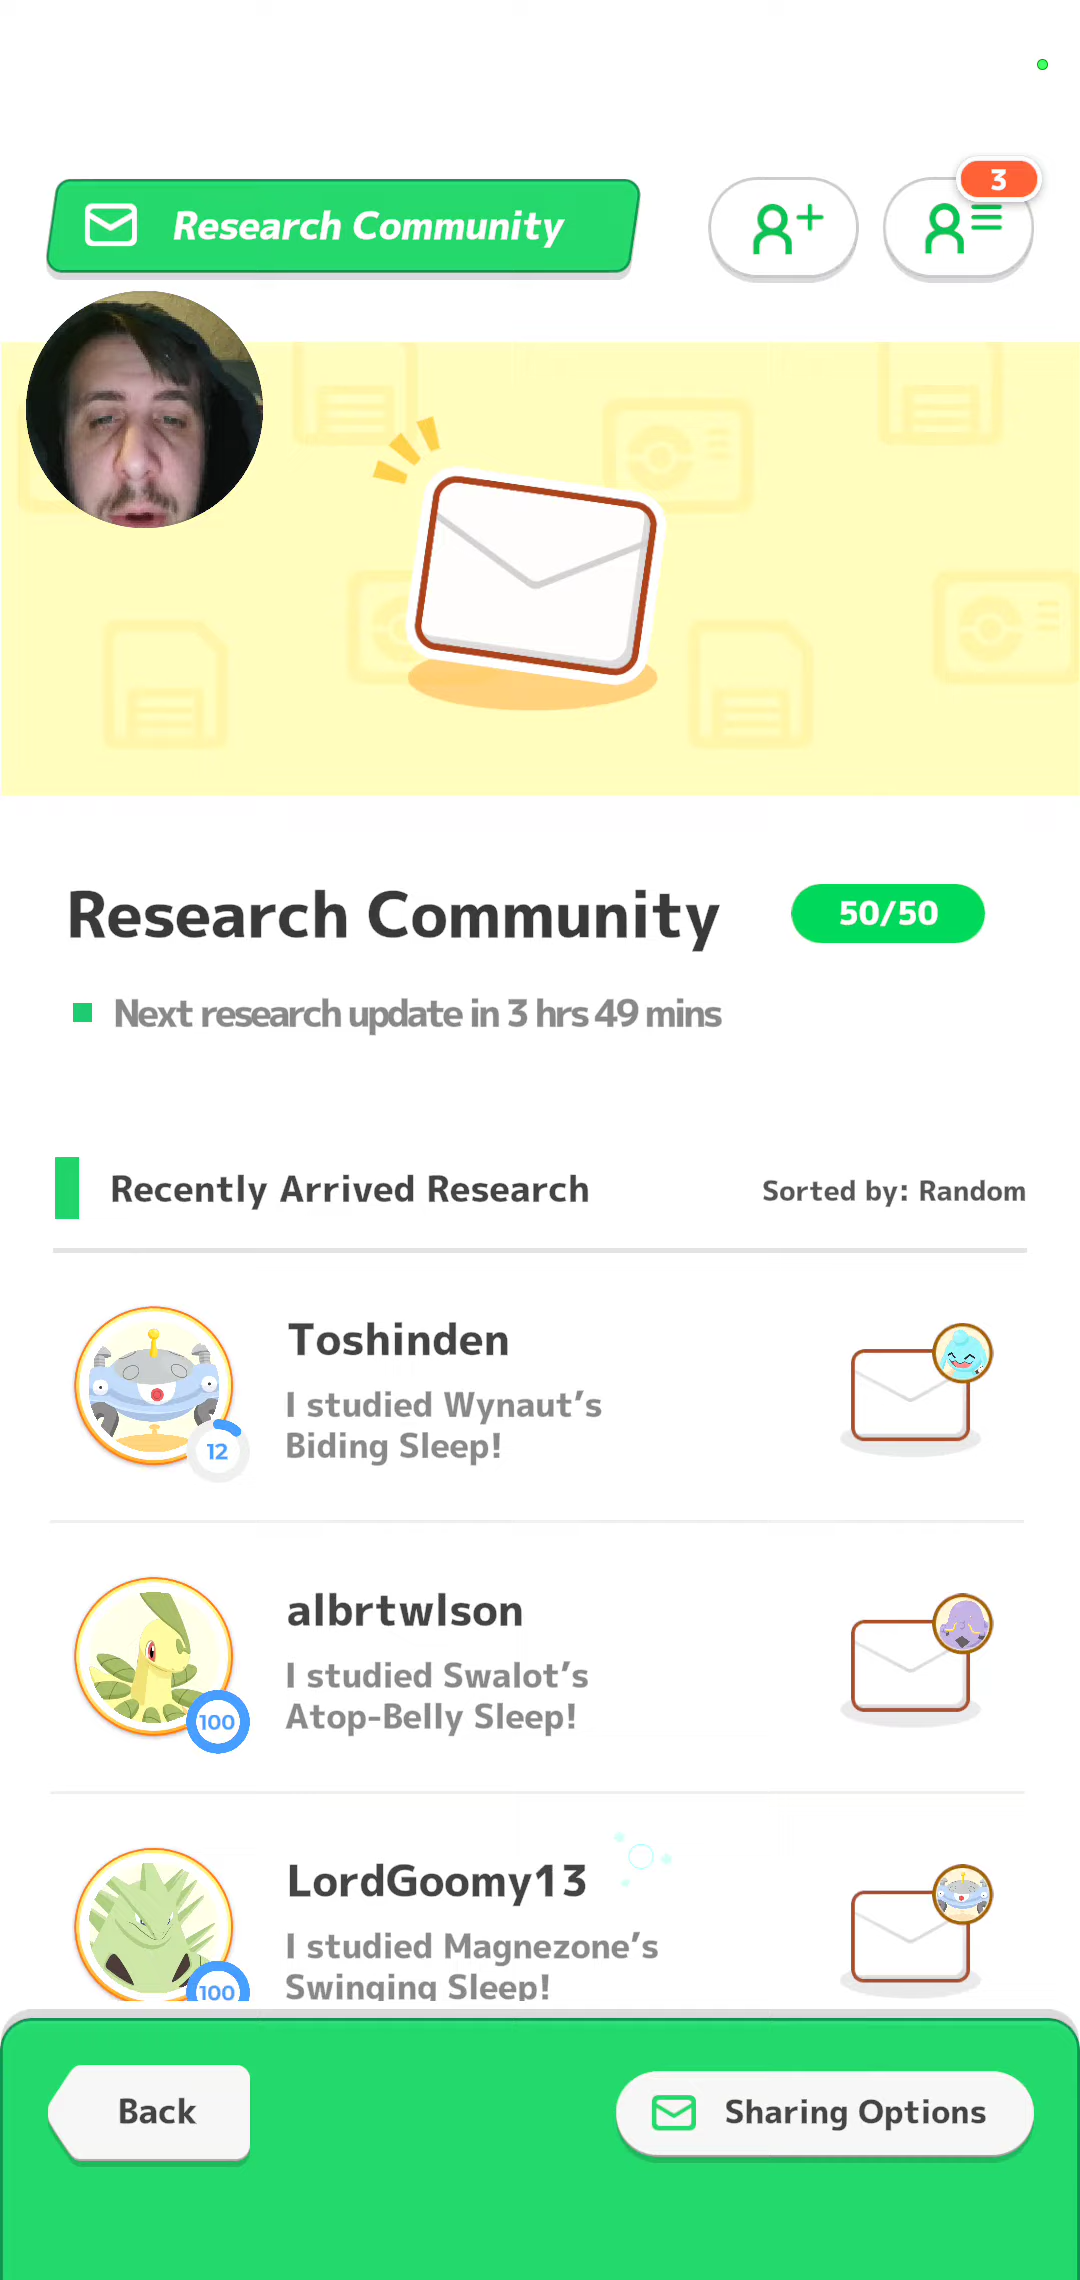 3
Research Community
Research Community
50/50
Next research update in 3 hrs 49 mins
Recently Arrived Research
Sorted by: Random
Toshinden
I studied Wynaut's
Biding Sleep!
12
albrtwlson
I studied Swalot's
Atop-Belly Sleep!
100
LordGoomy13
I studied Magnezone's
Swinging Sleep!
100
Back
Sharing Options